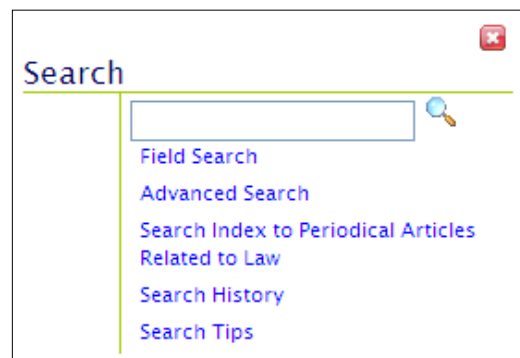 Search
Field Search
Advanced Search
Search Index to Periodical Articles
Related to Law
Search History
Search Tips